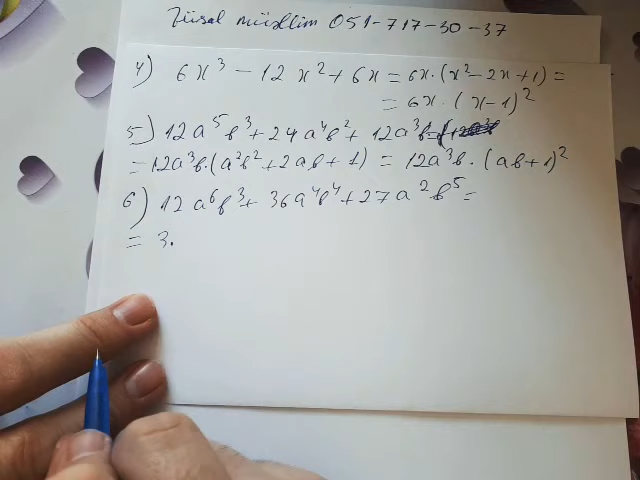 Zürsal müəllim 051-717-30-37
4) 6x³ - 12x² + 6x = 6x·(x² - 2x + 1) =
= 6x·(x-1)²
5) 12a⁵b³ + 24a⁴b² + 12a³b =
= 12a³b·(a²b² + 2ab + 1) = 12a³b·(ab+1)²
6) 12a⁶b³ + 36a⁴b⁴ + 27a²b⁵ =
= 3.